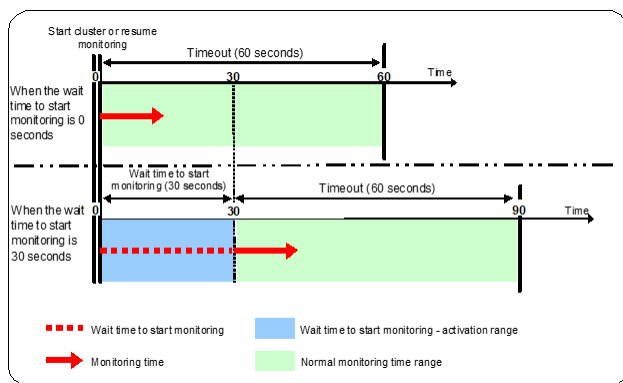 Start cluster or resume
monitoring
Timeout (60 seconds)
0
30
60
Time
When the wait
time to start
monitoring is 0
seconds
Wait time to start
monitoring (30 seconds)
Timeout (60 seconds)
0
30
90
Time
When the wait
time to start
monitoring is
30 seconds
Wait time to start monitoring
Wait time to start monitoring - activation range
Monitoring time
Normal monitoring time range